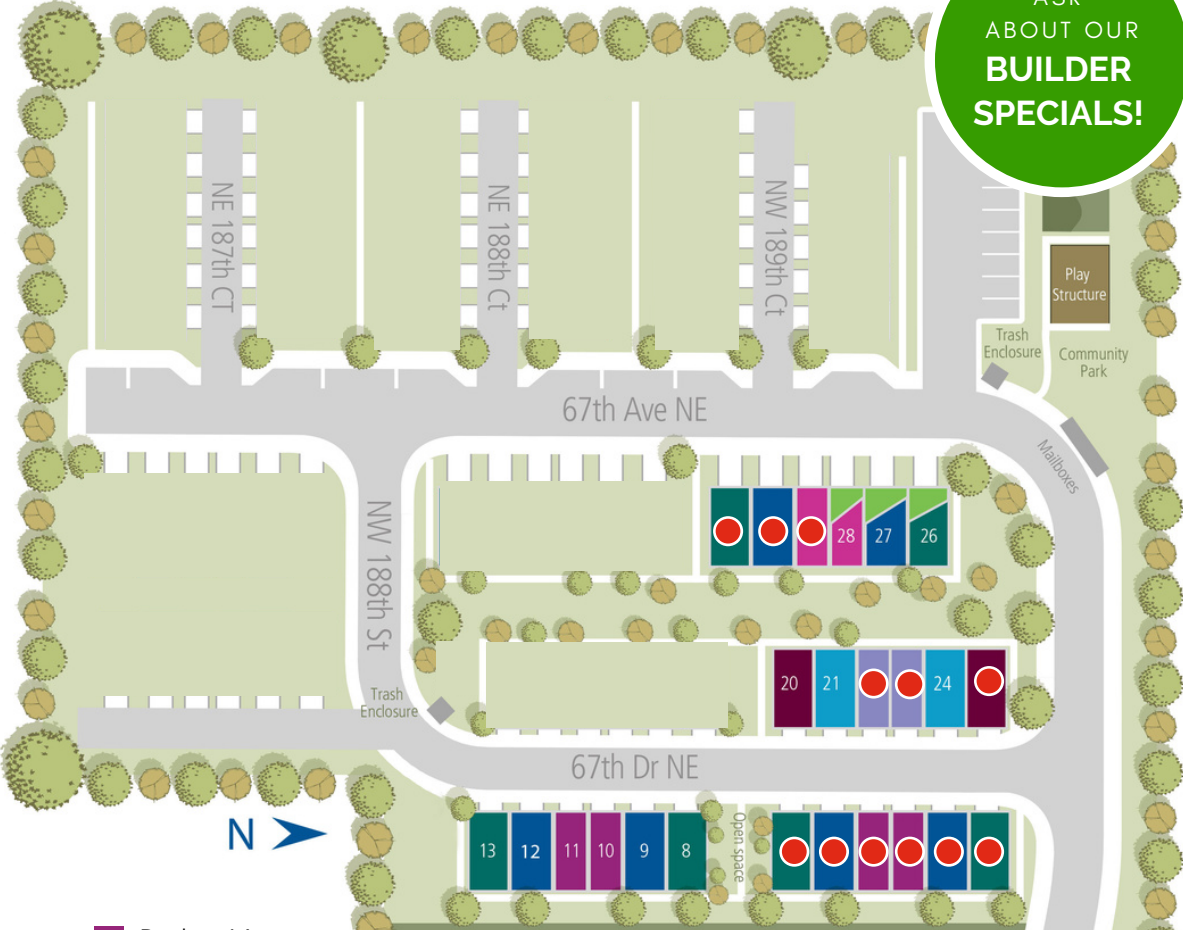 ABOUT OUR
BUILDER
SPECIALS!
NE 187th CT
NE 188th Ct
NW 189th Ct
Play
Structure
Trash
Enclosure
Community
Park
67th Ave NE
Mailboxes
NW 188th St
28
27
26
20
21
24
Trash
Enclosure
67th Dr NE
N
13
12
11
10
9
8
Open space